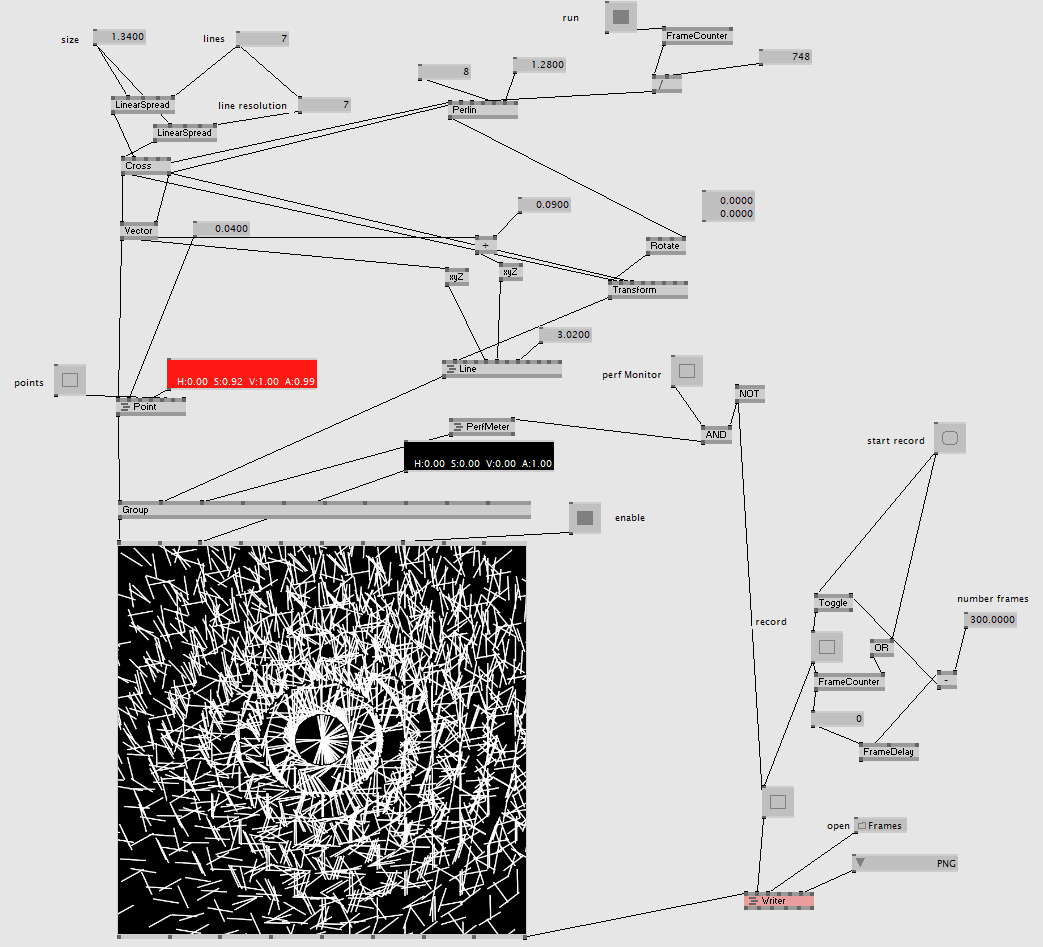 run
size
1.3400
lines
7
FrameCounter
748
8
1.2800
/
LinearSpread
line resolution
7
Perlin
LinearSpread
Cross
0.0900
0.0000
0.0000
Vector
0.0400
+
Rotate
xyZ
xyZ
Transform
3.0200
Line
points
H:0.00 S:0.92 V:1.00 A:0.99
perf Monitor
NOT
Point
PerfMeter
AND
start record
H:0.00 S:0.00 V:0.00 A:1.00
Group
enable
Toggle
number frames
300.0000
record
OR
FrameCounter
-
0
FrameDelay
open
Frames
PNG
Writer